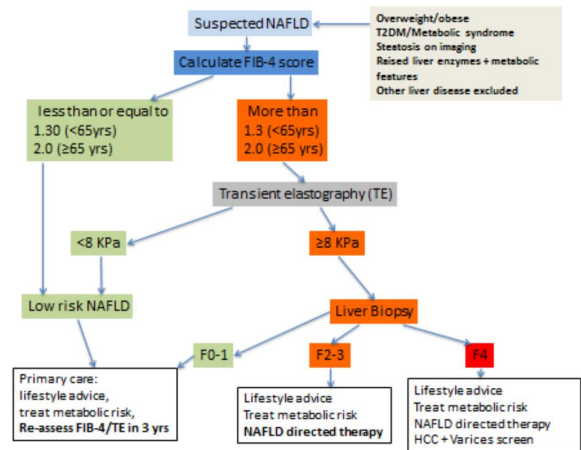 Suspected NAFLD
Overweight/obese
T2DM/Metabolic syndrome
Steatosis on imaging
Raised liver enzymes + metabolic
features
Other liver disease excluded
Calculate FIB-4 score
less than or equal to
1.30 (<65yrs)
2.0 (≥65 yrs)
More than
1.3 (<65yrs)
2.0 (≥65 yrs)
Transient elastography (TE)
<8 KPa
≥8 KPa
Low risk NAFLD
Liver Biopsy
F0-1
F2-3
F4
Primary care:
lifestyle advice,
treat metabolic risk,
Re-assess FIB-4/TE in 3 yrs
Lifestyle advice
Treat metabolic risk
NAFLD directed therapy
Lifestyle advice
Treat metabolic risk
NAFLD directed therapy
HCC + Varices screen